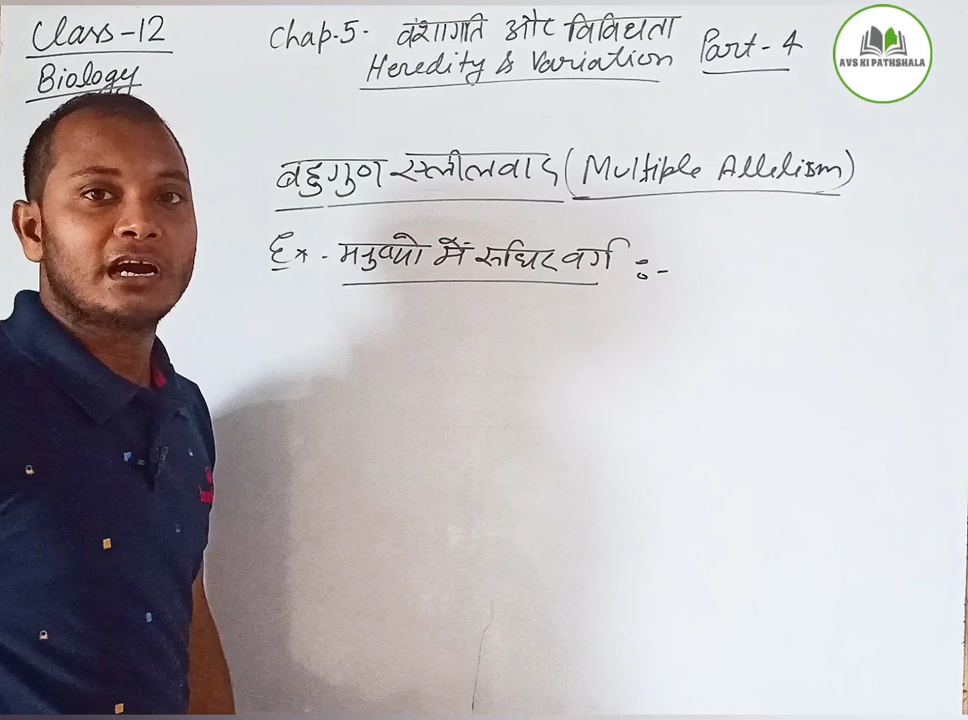 Class-12
Biology
Chap-5- वंशागति और विविधता
Heredity & Variation
Part-4
AVS KI PATHSHALA
बहुगुण स्लीलवाद (Multiple Allelism)
Ex.- मनुष्यो में रुधिर वर्ग :-